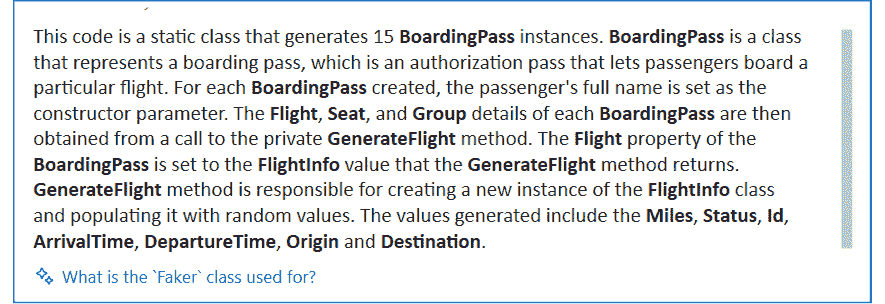 This code is a static class that generates 15 BoardingPass instances. BoardingPass is a class
that represents a boarding pass, which is an authorization pass that lets passengers board a
particular flight. For each BoardingPass created, the passenger's full name is set as the
constructor parameter. The Flight, Seat, and Group details of each BoardingPass are then
obtained from a call to the private GenerateFlight method. The Flight property of the
BoardingPass is set to the FlightInfo value that the GenerateFlight method returns.
GenerateFlight method is responsible for creating a new instance of the FlightInfo class
and populating it with random values. The values generated include the Miles, Status, Id,
ArrivalTime, DepartureTime, Origin and Destination.
What is the `Faker` class used for?